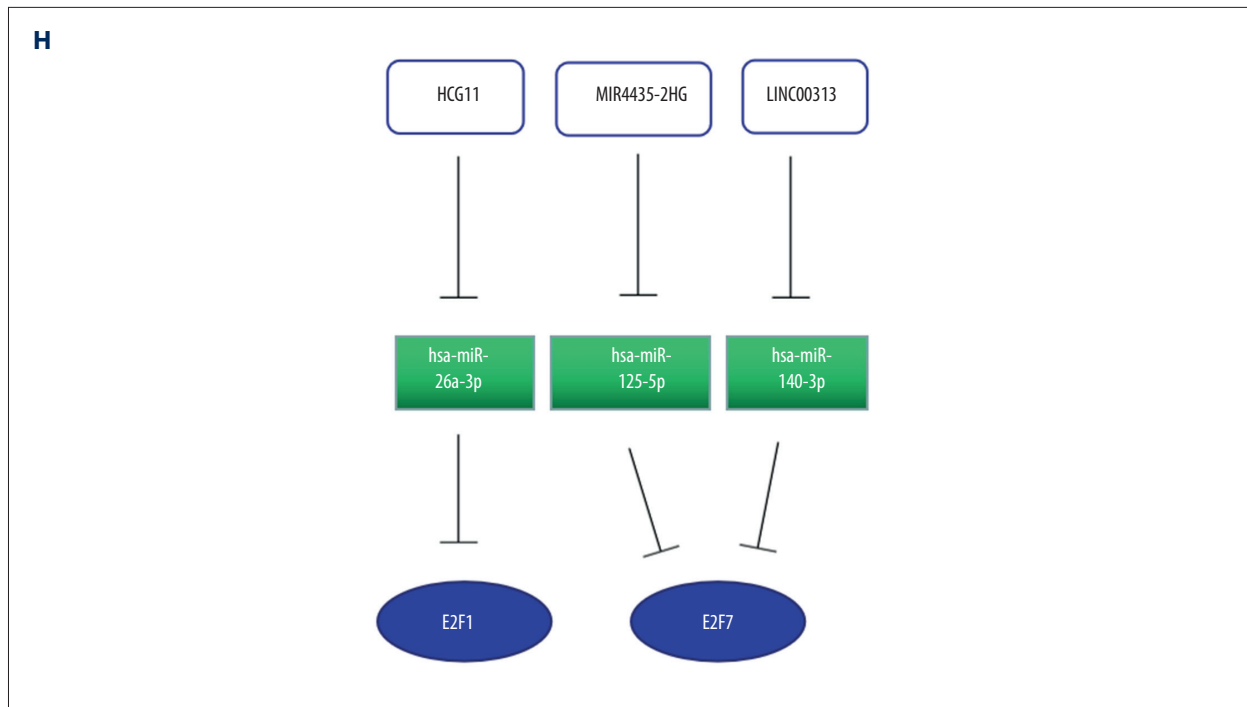 H
HCG11
MIR4435-2HG
LINC00313
hsa-miR-
26a-3p
hsa-miR-
125-5p
hsa-miR-
140-3p
E2F1
E2F7